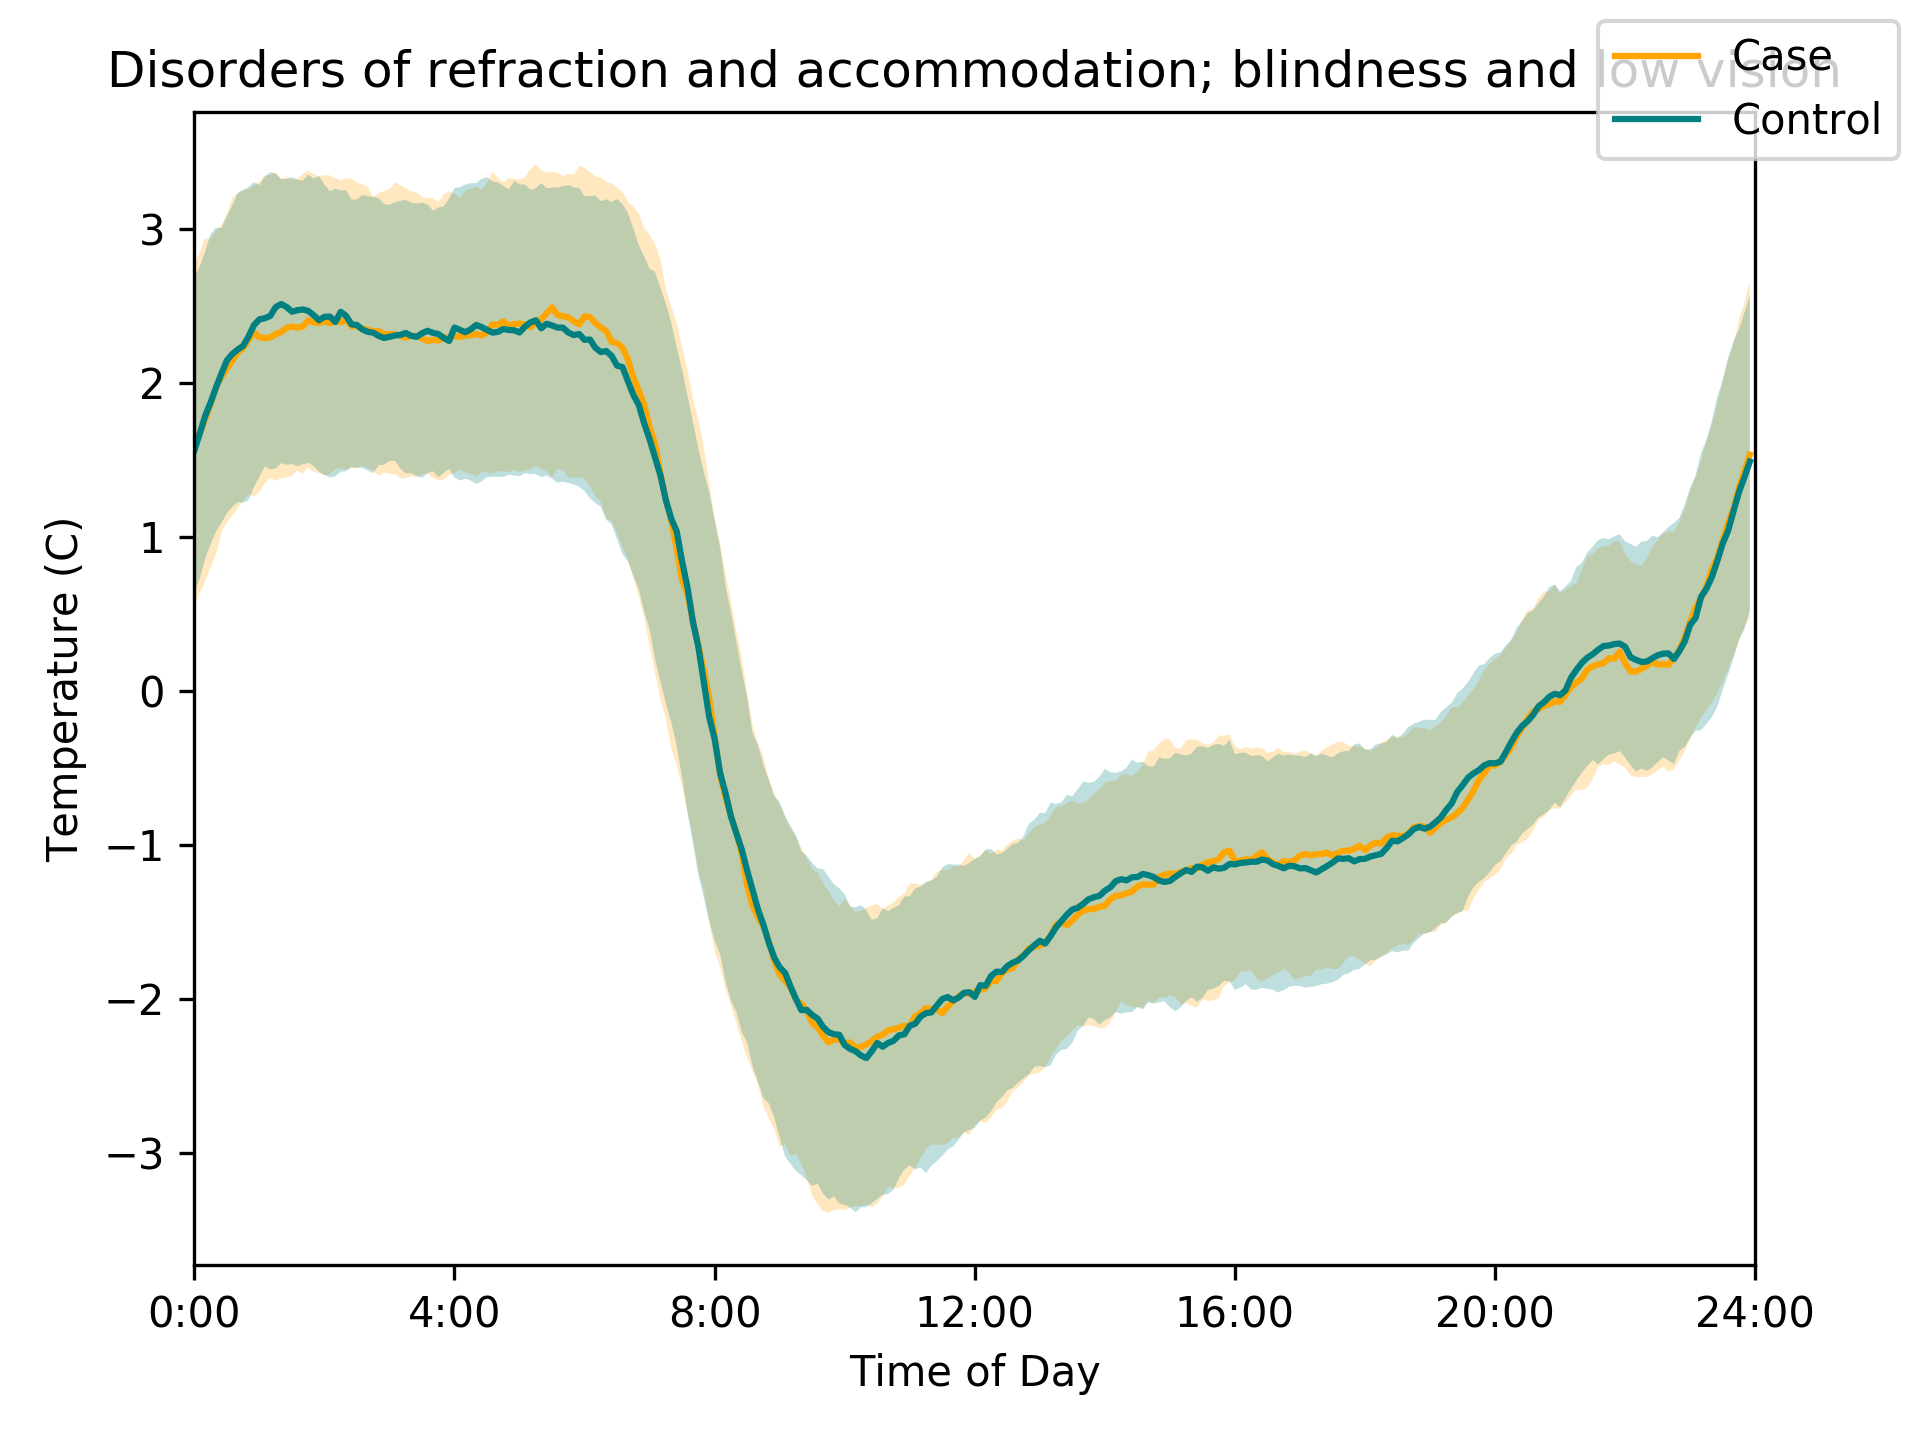 Disorders of refraction and accommodation; blindness and low vision
Case
Control
3
2
1
0
−1
−2
−3
Temperature (C)
0:00 4:00 8:00 12:00 16:00 20:00 24:00
Time of Day